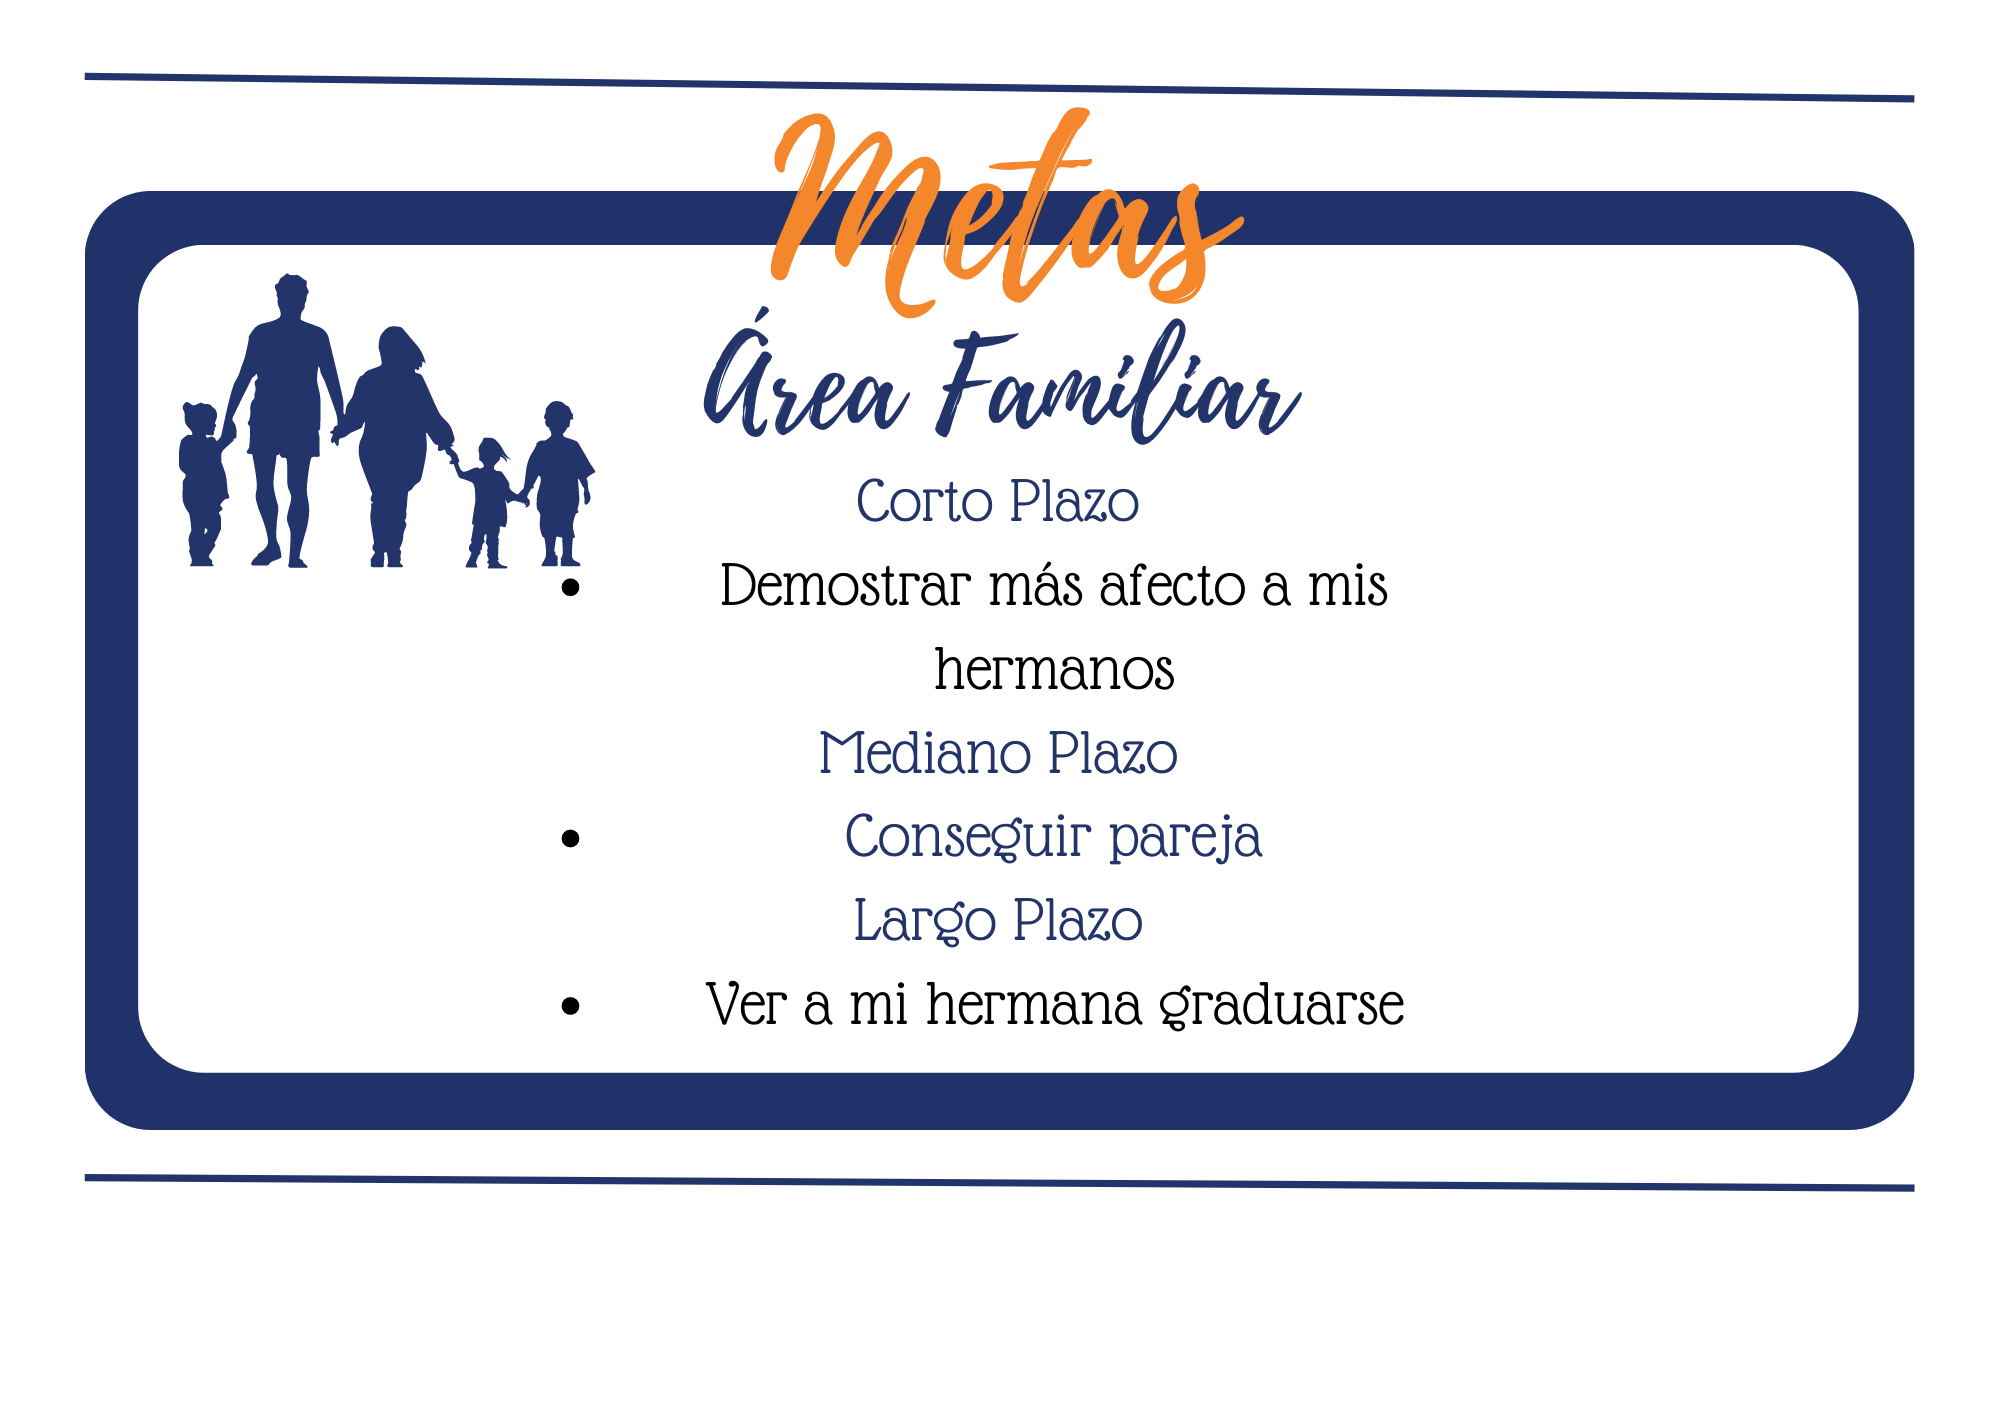 Metas
Área Familiar
Corto Plazo
• Demostrar más afecto a mis
hermanos
Mediano Plazo
• Conseguir pareja
Largo Plazo
• Ver a mi hermana graduarse